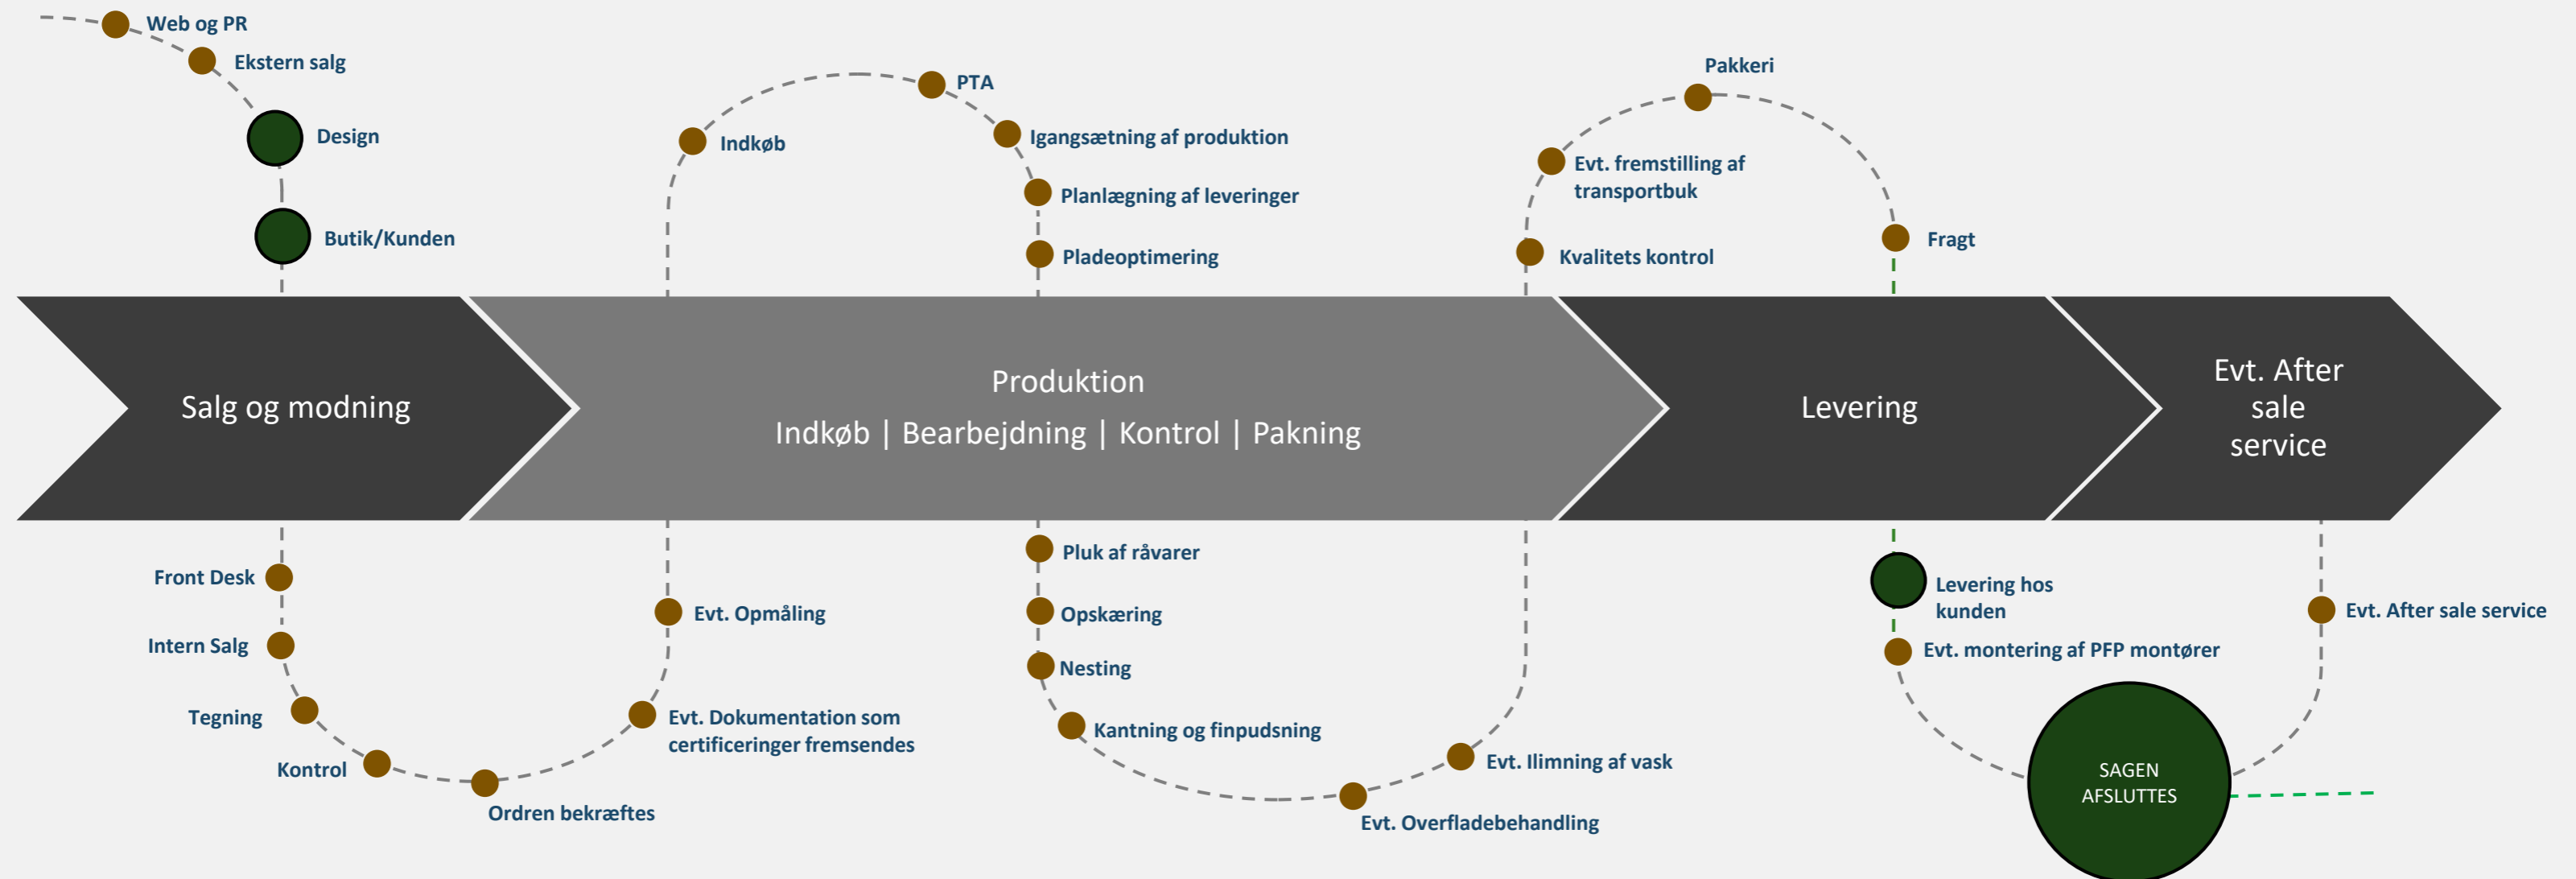 Web og PR
Ekstern salg
Design
Butik/Kunden
Indkøb
PTA
Igangsætning af produktion
Planlægning af leveringer
Pladeoptimering
Pakkeri
Evt. fremstilling af
transportbuk
Kvalitets kontrol
Fragt
Salg og modning
Produktion
Indkøb | Bearbejdning | Kontrol | Pakning
Levering
Evt. After
sale
service
Front Desk
Intern Salg
Tegning
Kontrol
Ordren bekræftes
Evt. Dokumentation som
certificeringer fremsendes
Evt. Opmåling
Pluk af råvarer
Opskæring
Nesting
Kantning og finpudsning
Evt. Overfladebehandling
Evt. Ilimning af vask
Levering hos
kunden
Evt. montering af PFP montører
SAGEN
AFSLUTTES
Evt. After sale service